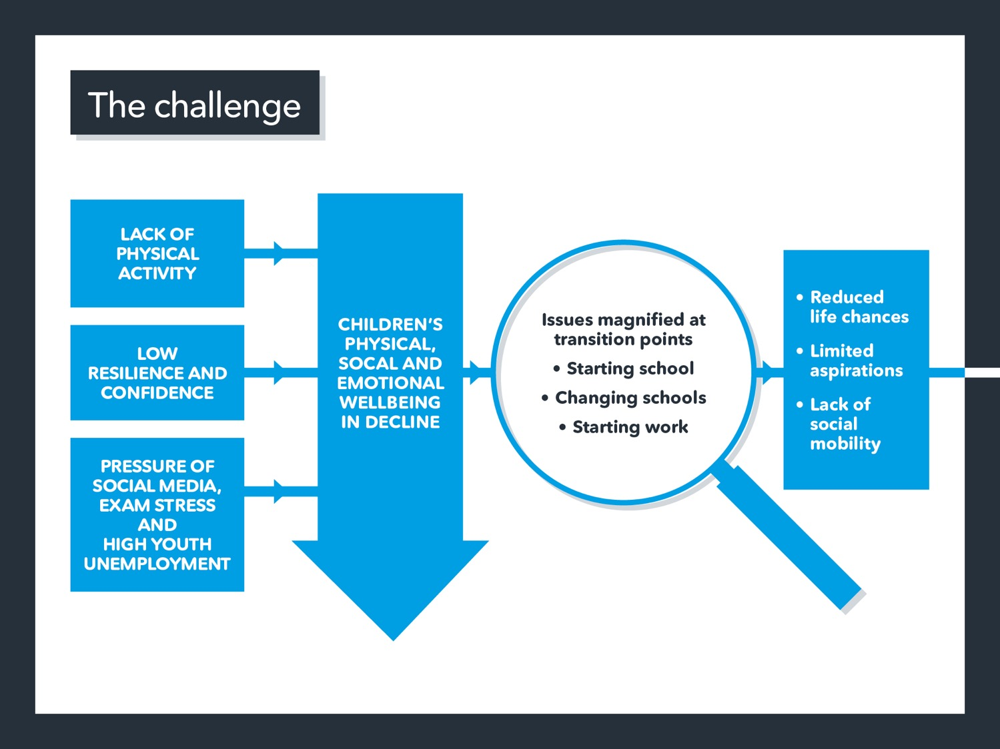 The challenge
LACK OF
PHYSICAL
ACTIVITY
LOW
RESILIENCE AND
CONFIDENCE
PRESSURE OF
SOCIAL MEDIA,
EXAM STRESS
AND
HIGH YOUTH
UNEMPLOYMENT
CHILDREN'S
PHYSICAL,
SOCAL AND
EMOTIONAL
WELLBEING
IN DECLINE
Issues magnified at
transition points
• Starting school
• Changing schools
• Starting work
• Reduced
life chances
• Limited
aspirations
• Lack of
social
mobility